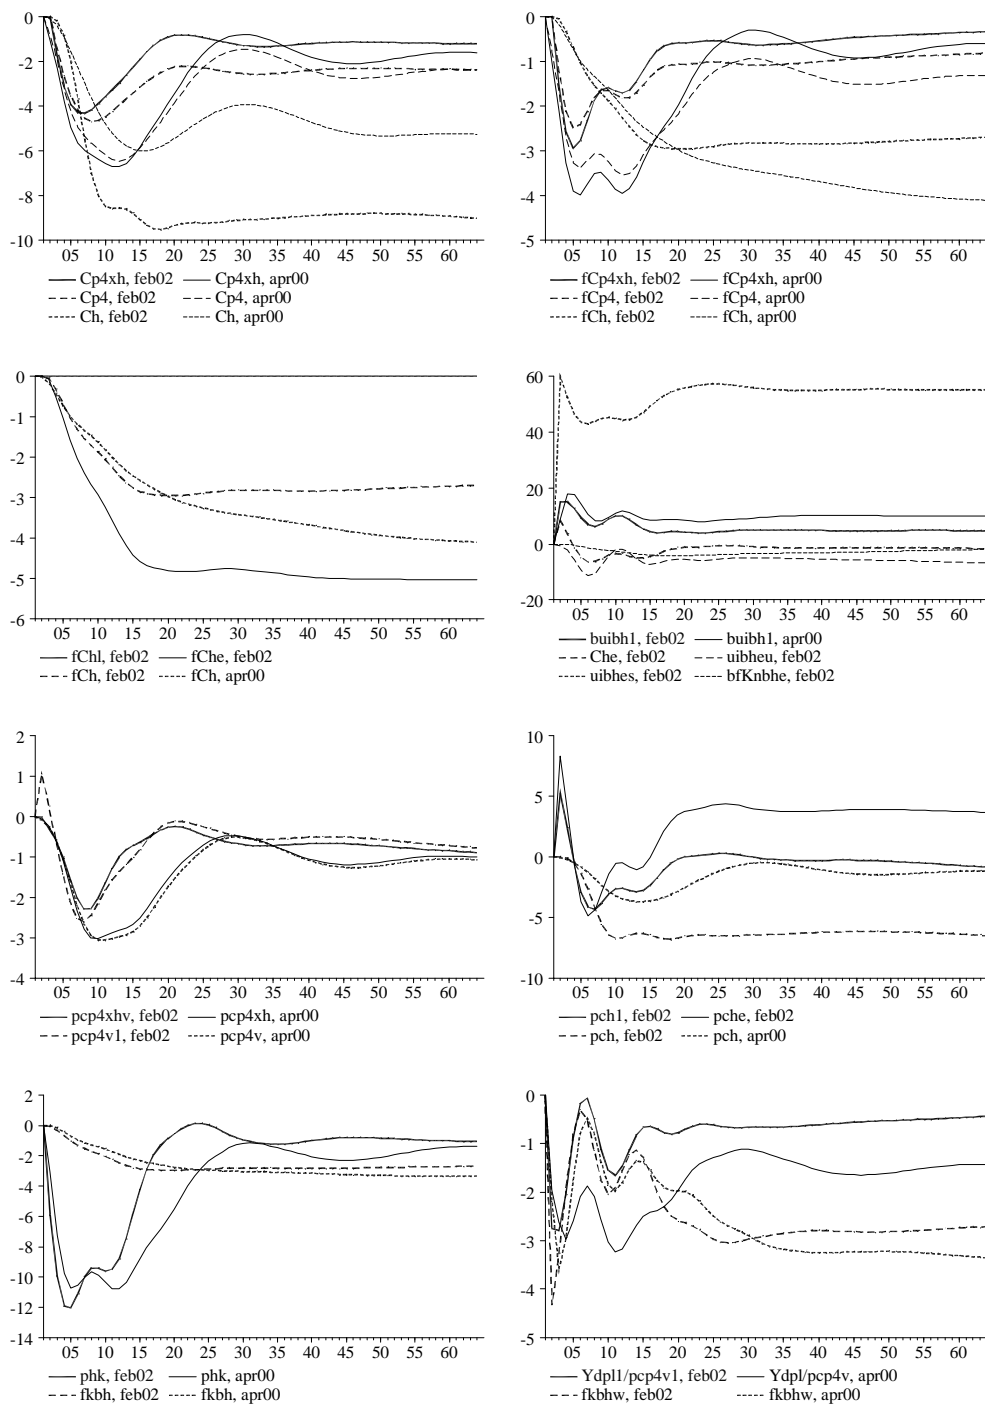 0
-2
-4
-6
-8
-10
05 10 15 20 25 30 35 40 45 50 55 60
Cp4xh, feb02 Cp4xh, apr00
Cp4, feb02 Cp4, apr00
Ch, feb02 Ch, apr00
0
-1
-2
-3
-4
-5
05 10 15 20 25 30 35 40 45 50 55 60
fCp4xh, feb02 fCp4xh, apr00
fCp4, feb02 fCp4, apr00
fCh, feb02 fCh, apr00
0
-1
-2
-3
-4
-5
-6
05 10 15 20 25 30 35 40 45 50 55 60
fChl, feb02 fChe, feb02
fCh, feb02 fCh, apr00
60
40
20
0
-20
05 10 15 20 25 30 35 40 45 50 55 60
buibh1, feb02 buibh1, apr00
Che, feb02 uibheu, feb02
uibhes, feb02 bfKnbhe, feb02
2
1
0
-1
-2
-3
-4
05 10 15 20 25 30 35 40 45 50 55 60
pcp4xhv, feb02 pcp4xh, apr00
pcp4v1, feb02 pcp4v, apr00
10
5
0
-5
-10
05 10 15 20 25 30 35 40 45 50 55 60
pch1, feb02 pche, feb02
pch, feb02 pch, apr00
2
0
-2
-4
-6
-8
-10
-12
-14
05 10 15 20 25 30 35 40 45 50 55 60
phk, feb02 phk, apr00
fkbh, feb02 fkbh, apr00
0
-1
-2
-3
-4
-5
05 10 15 20 25 30 35 40 45 50 55 60
Ydpl1/pcp4v1, feb02 Ydpl/pcp4v, apr00
fkbhw, feb02 fkbhw, apr00